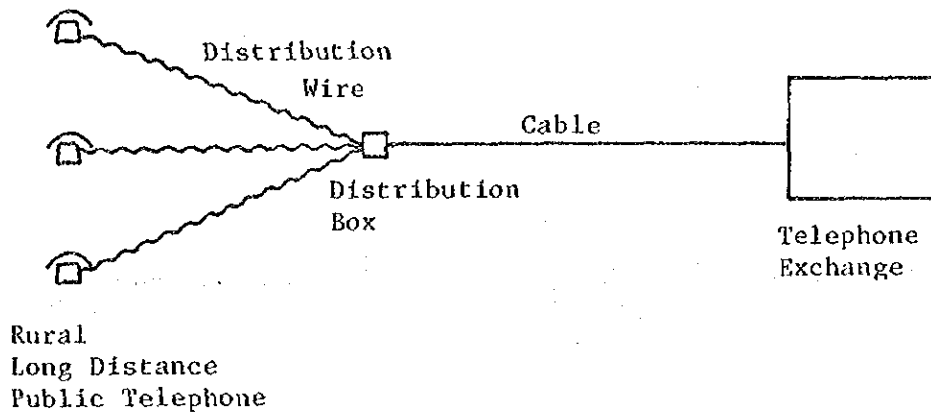 Distribution
Wire
Cable
Distribution
Box
Telephone
Exchange
Rural
Long Distance
Public Telephone